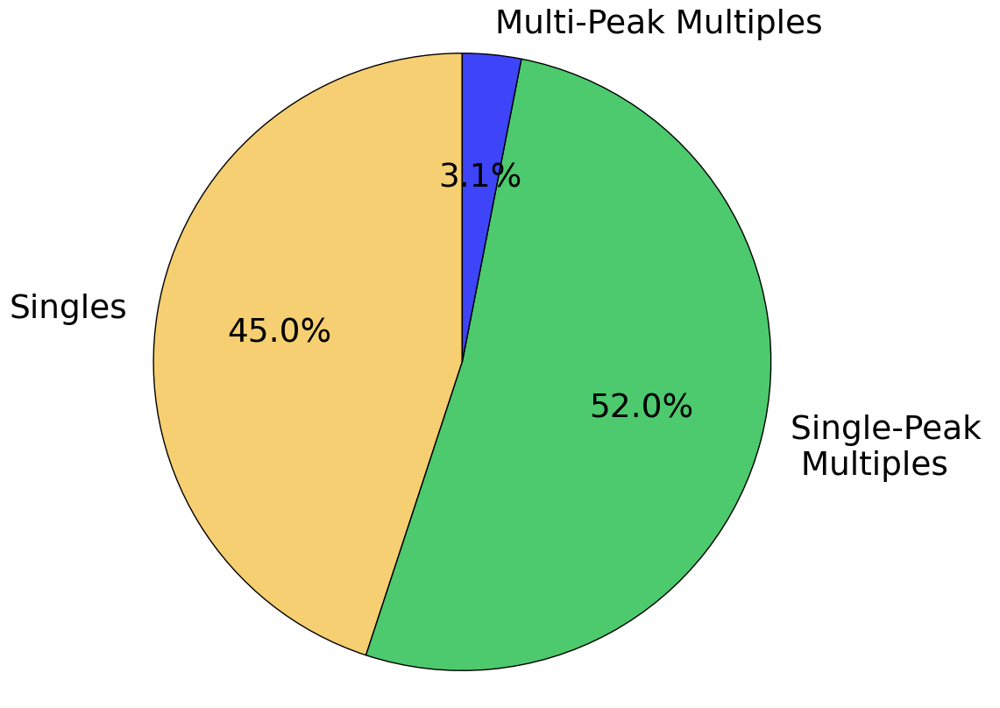 Multi-Peak Multiples
3.1%
Singles
45.0%
52.0%
Single-Peak
Multiples